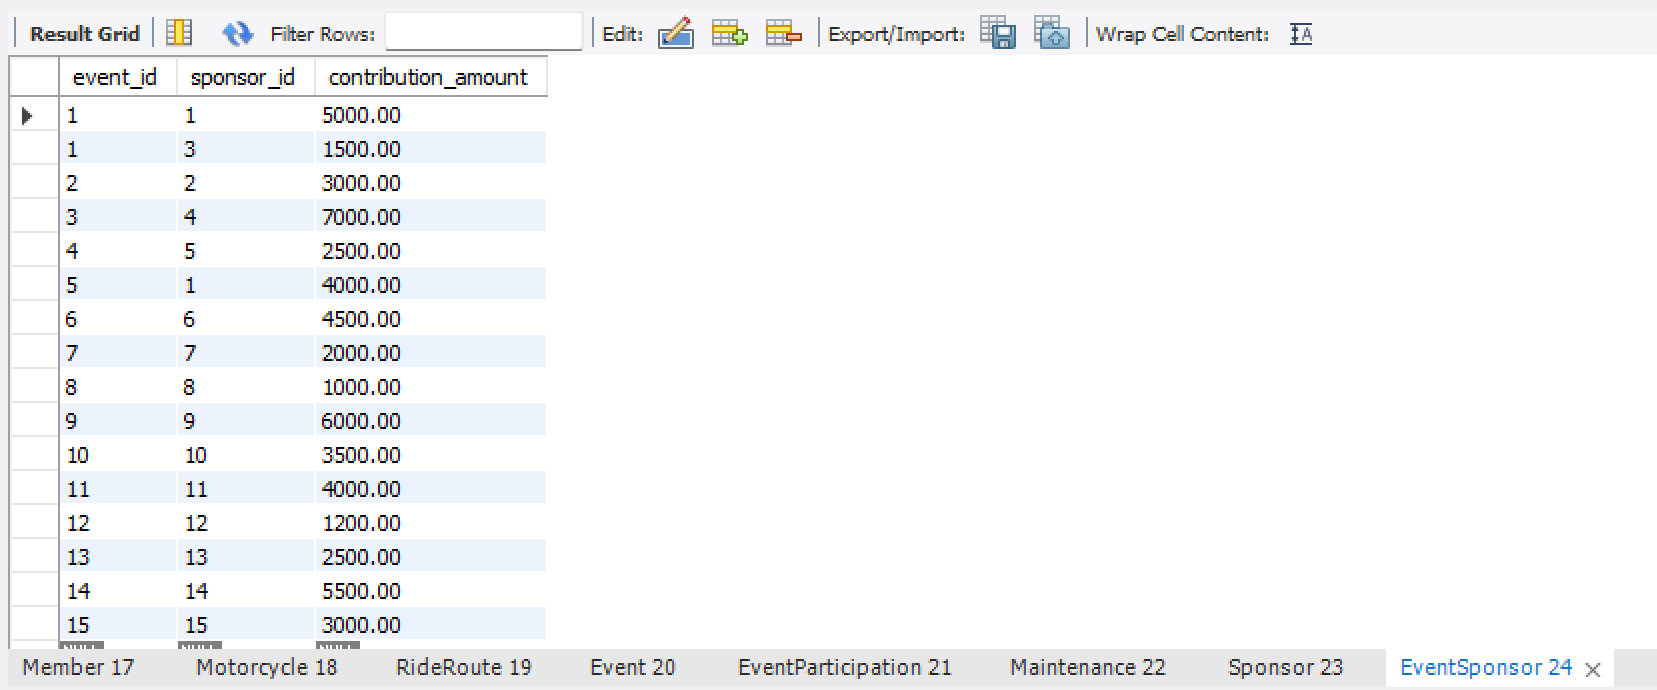 Result Grid Filter Rows: Edit: Export/Import: Wrap Cell Content: IA
event_id sponsor_id contribution_amount
1 1 5000.00
1 3 1500.00
2 2 3000.00
3 4 7000.00
4 5 2500.00
5 1 4000.00
6 6 4500.00
7 7 2000.00
8 8 1000.00
9 9 6000.00
10 10 3500.00
11 11 4000.00
12 12 1200.00
13 13 2500.00
14 14 5500.00
15 15 3000.00
NULL NULL NULL
Member 17 Motorcycle 18 RideRoute 19 Event 20 EventParticipation 21 Maintenance 22 Sponsor 23 EventSponsor 24